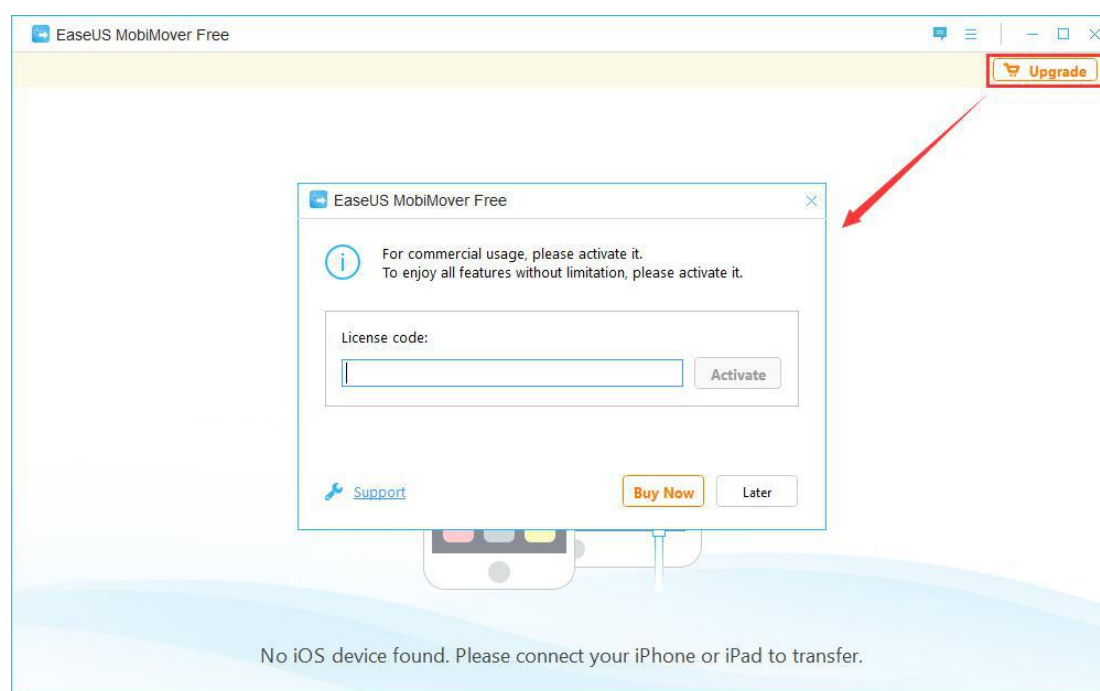 EaseUS MobiMover Free
Upgrade
EaseUS MobiMover Free
For commercial usage, please activate it.
To enjoy all features without limitation, please activate it.
License code:
Activate
Support
Buy Now
Later
No iOS device found. Please connect your iPhone or iPad to transfer.